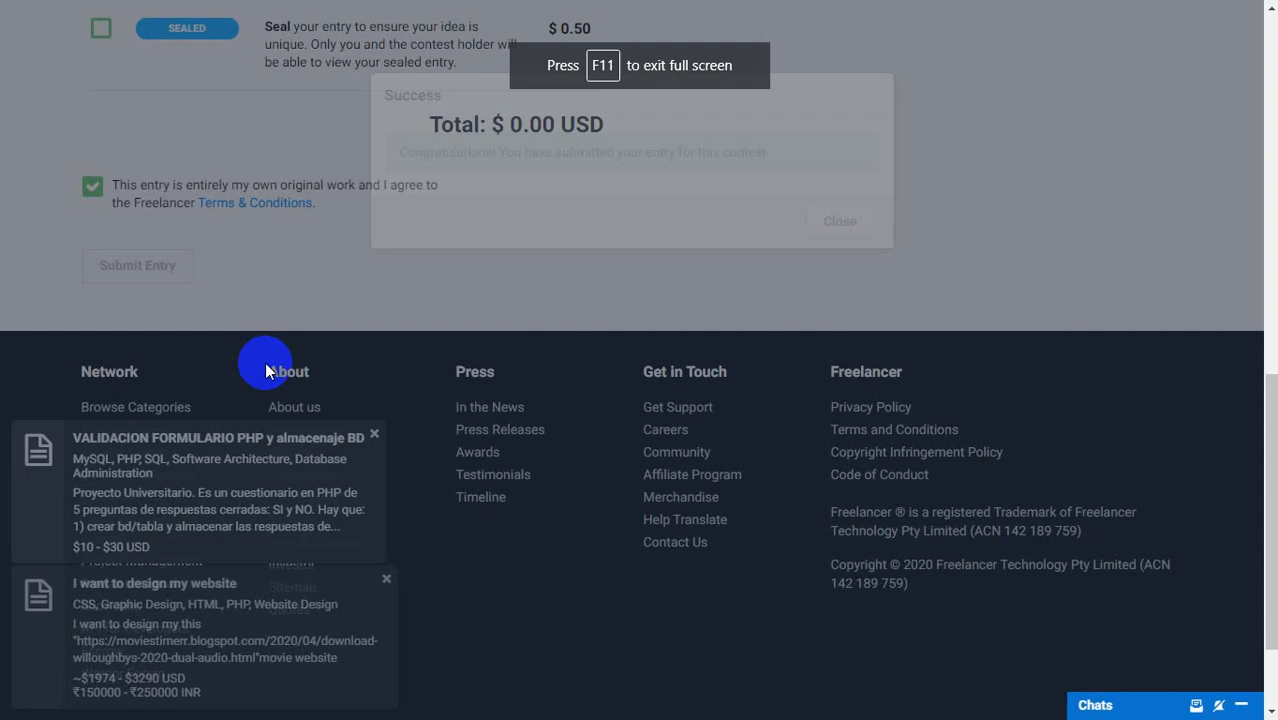 SEALED
Seal your entry to ensure your idea is
unique. Only you and the contest holder will
be able to view your sealed entry.
$ 0.50
Press F11 to exit full screen
Success
Total: $ 0.00 USD
Congratulations! You have submitted your entry for this contest
This entry is entirely my own original work and I agree to
the Freelancer Terms & Conditions.
Close
Submit Entry
Network
Browse Categories
About
About us
Press
In the News
Press Releases
Awards
Testimonials
Timeline
Get in Touch
Get Support
Careers
Community
Affiliate Program
Merchandise
Help Translate
Contact Us
Freelancer
Privacy Policy
Terms and Conditions
Copyright Infringement Policy
Code of Conduct
Freelancer ® is a registered Trademark of Freelancer
Technology Pty Limited (ACN 142 189 759)
Copyright © 2020 Freelancer Technology Pty Limited (ACN
142 189 759)
VALIDACION FORMULARIO PHP y almacenaje BD
MySQL, PHP, SQL, Software Architecture, Database
Administration
Proyecto Universitario. Es un cuestionario en PHP de
5 preguntas de respuestas cerradas: SI y NO. Hay que:
1) crear bd/tabla y almacenar las respuestas de...
$10 - $30 USD
Project Management
Investor
Sitemap
Quotes
I want to design my website
CSS, Graphic Design, HTML, PHP, Website Design
I want to design my this
"https://moviestimerr.blogspot.com/2020/04/download-
willoughbys-2020-dual-audio.html"movie website
~$1974 - $3290 USD
₹150000 - ₹250000 INR
Chats